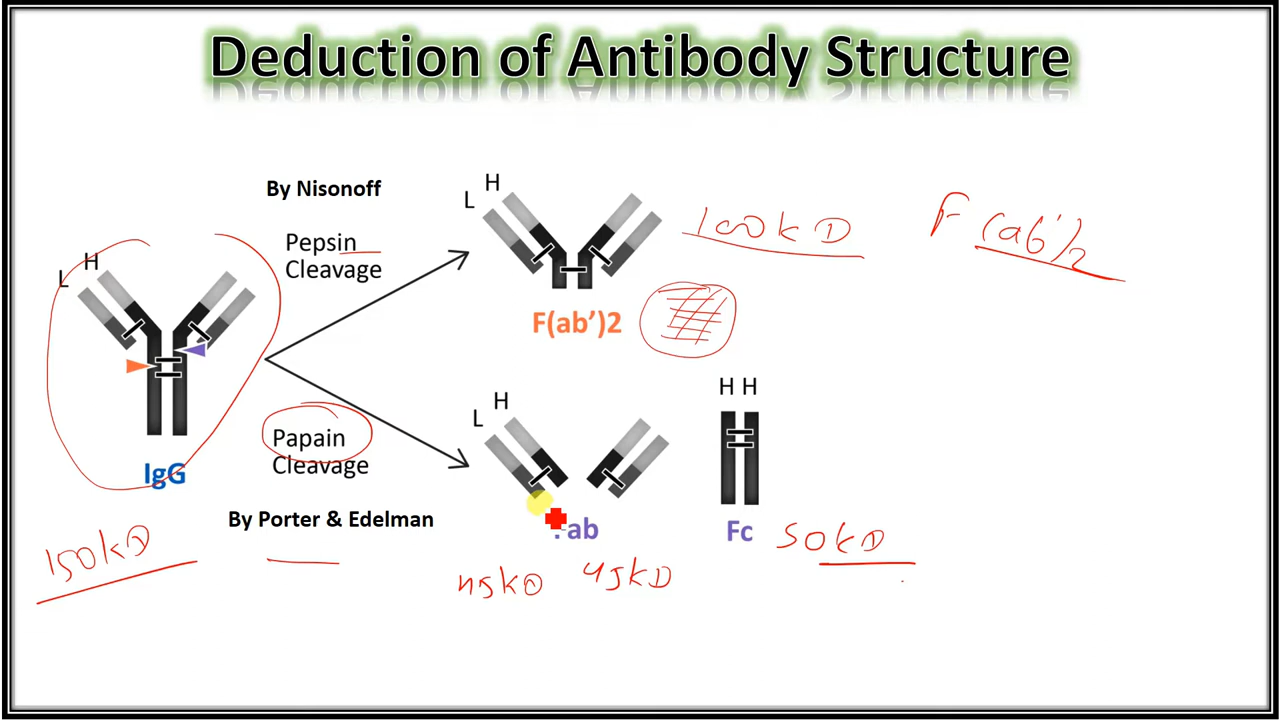 Deduction of Antibody Structure
By Nisonoff
Pepsin
Cleavage
L H
F(ab')2
100kD
F(ab')2
L H
IgG
150kD
Papain
Cleavage
By Porter & Edelman
L H
ab
45kD 45kD
H H
Fc
50kD